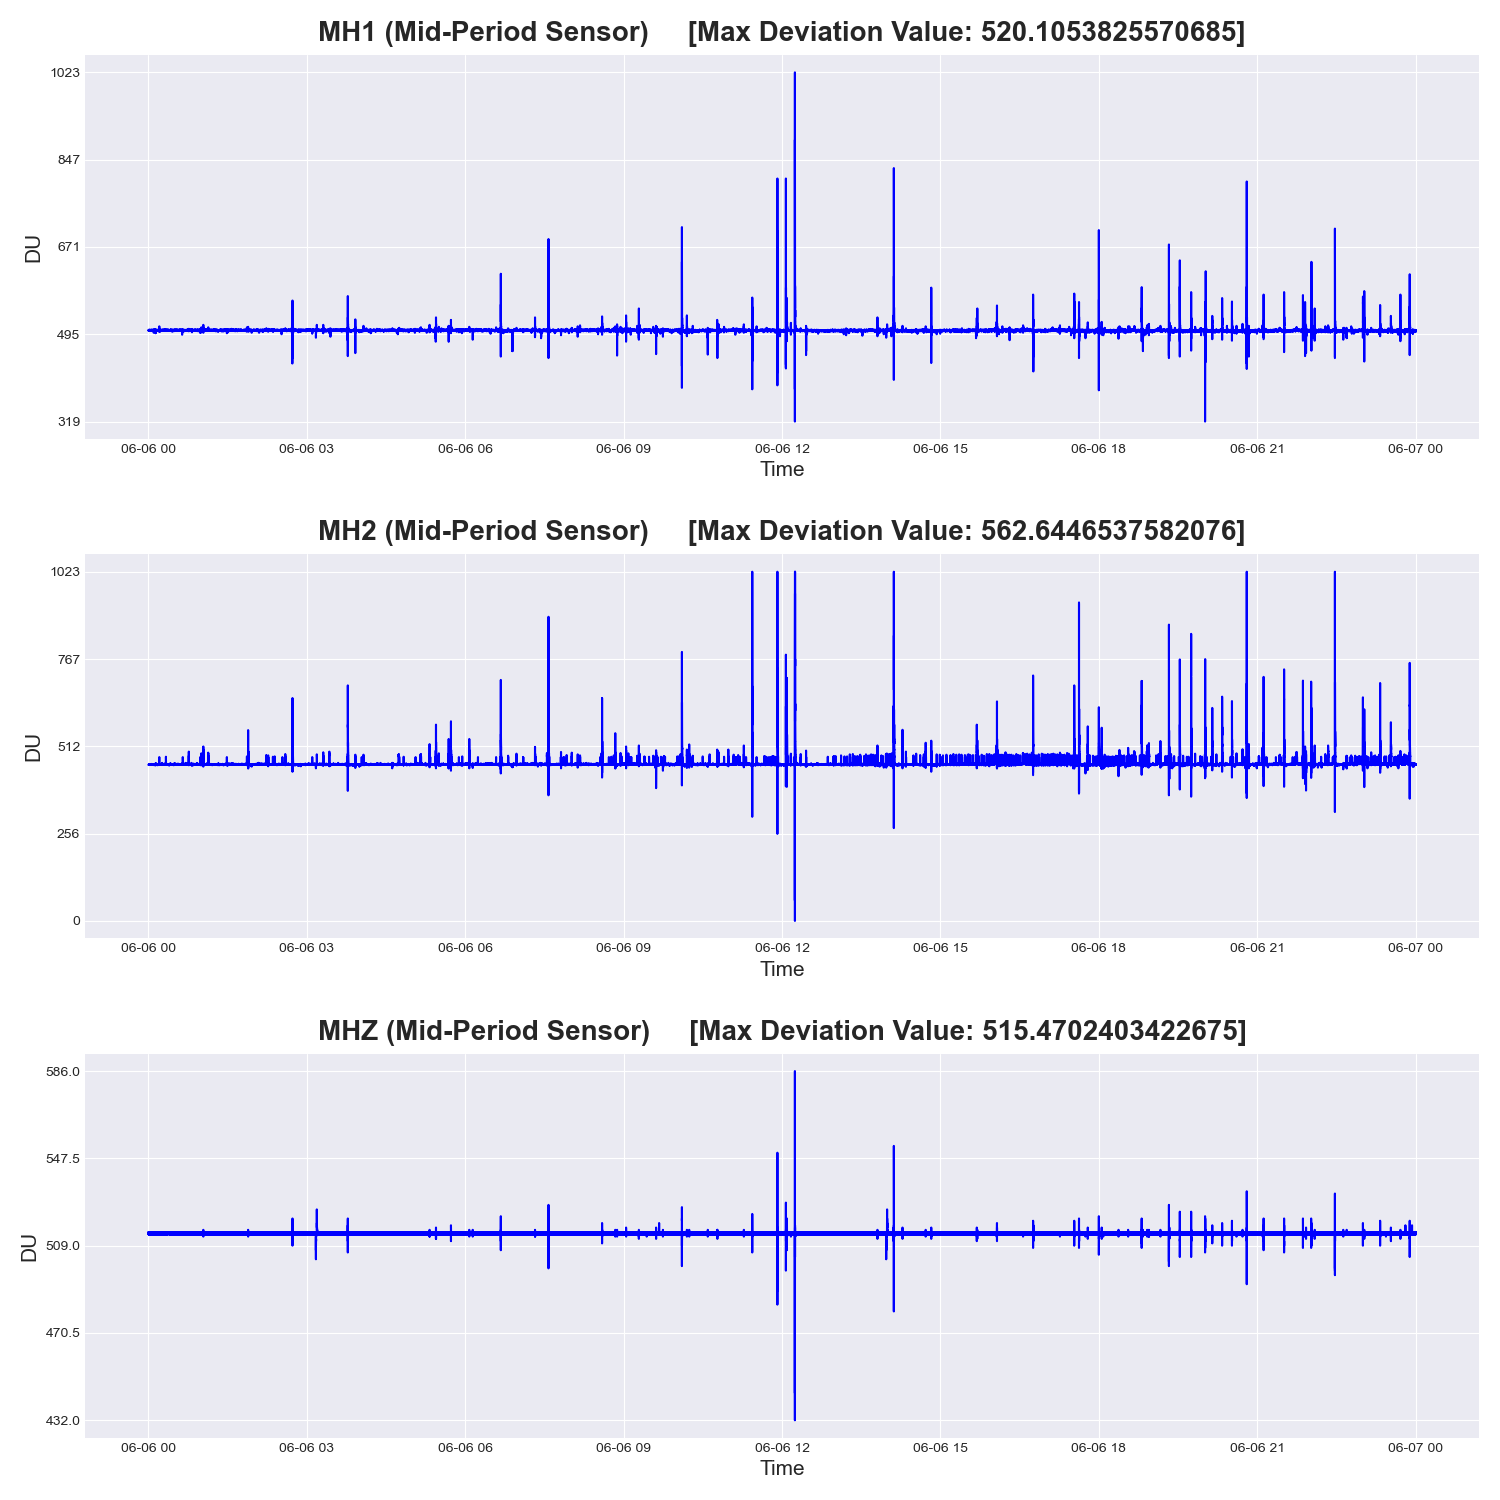 MH1 (Mid-Period Sensor) [Max Deviation Value: 520.1053825570685]
1023
847
671
495
319
DU
06-06 00 06-06 03 06-06 06 06-06 09 06-06 12 06-06 15 06-06 18 06-06 21 06-07 00
Time
MH2 (Mid-Period Sensor) [Max Deviation Value: 562.6446537582076]
1023
767
512
256
0
DU
06-06 00 06-06 03 06-06 06 06-06 09 06-06 12 06-06 15 06-06 18 06-06 21 06-07 00
Time
MHZ (Mid-Period Sensor) [Max Deviation Value: 515.4702403422675]
586.0
547.5
509.0
470.5
432.0
DU
06-06 00 06-06 03 06-06 06 06-06 09 06-06 12 06-06 15 06-06 18 06-06 21 06-07 00
Time